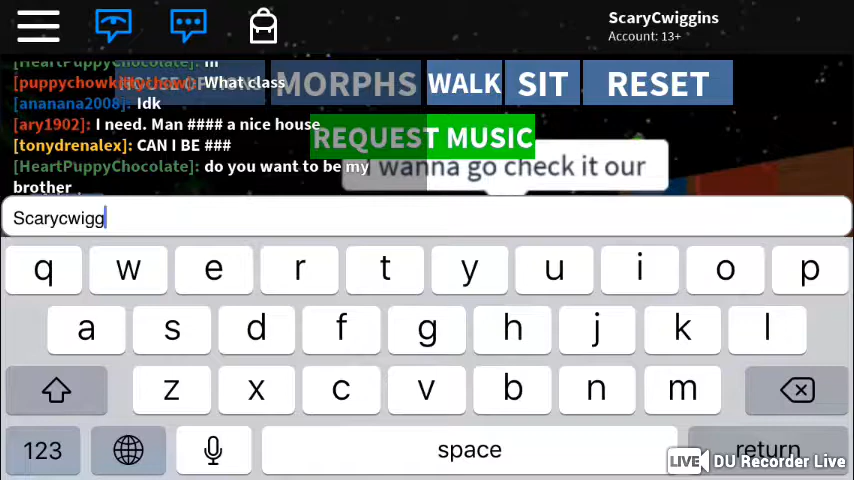 ScaryCwiggins
Account: 13+
[HeartPuppyChocolate]: hi
[puppychowkittychow]: What class
[ananana2008]: Idk
[ary1902]: I need. Man #### a nice house
[tonydrenalex]: CAN I BE ###
[HeartPuppyChocolate]: do you want to be my
brother
MORPHS
WALK
SIT
RESET
REQUEST MUSIC
wanna go check it our
Scarycwigg
q w e r t y u i o p
a s d f g h j k l
z x c v b n m
123
space
return
LIVE DU Recorder Live